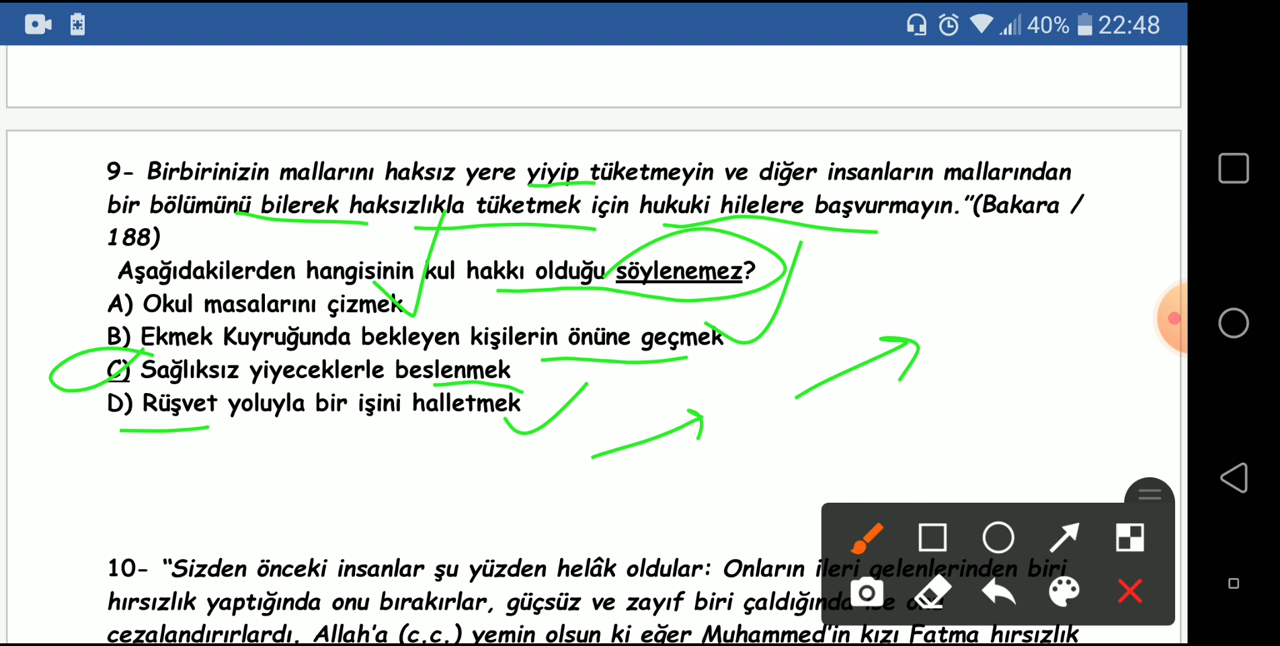 40% 22:48
9- Birbirinizin mallarını haksız yere yiyip tüketmeyin ve diğer insanların mallarından
bir bölümünü bilerek haksızlıkla tüketmek için hukuki hilelere başvurmayın.”(Bakara /
188)
Aşağıdakilerden hangisinin kul hakkı olduğu söylenemez?
A) Okul masalarını çizmek
B) Ekmek Kuyruğunda bekleyen kişilerin önüne geçmek
C) Sağlıksız yiyeceklerle beslenmek
D) Rüşvet yoluyla bir işini halletmek
10- “Sizden önceki insanlar şu yüzden helâk oldular: Onların ileri gelenlerinden biri
hırsızlık yaptığında onu bırakırlar, güçsüz ve zayıf biri çaldığında ise onu
cezalandırırlardı. Allah’a (c.c.) yemin olsun ki eğer Muhammed’in kızı Fatma hırsızlık